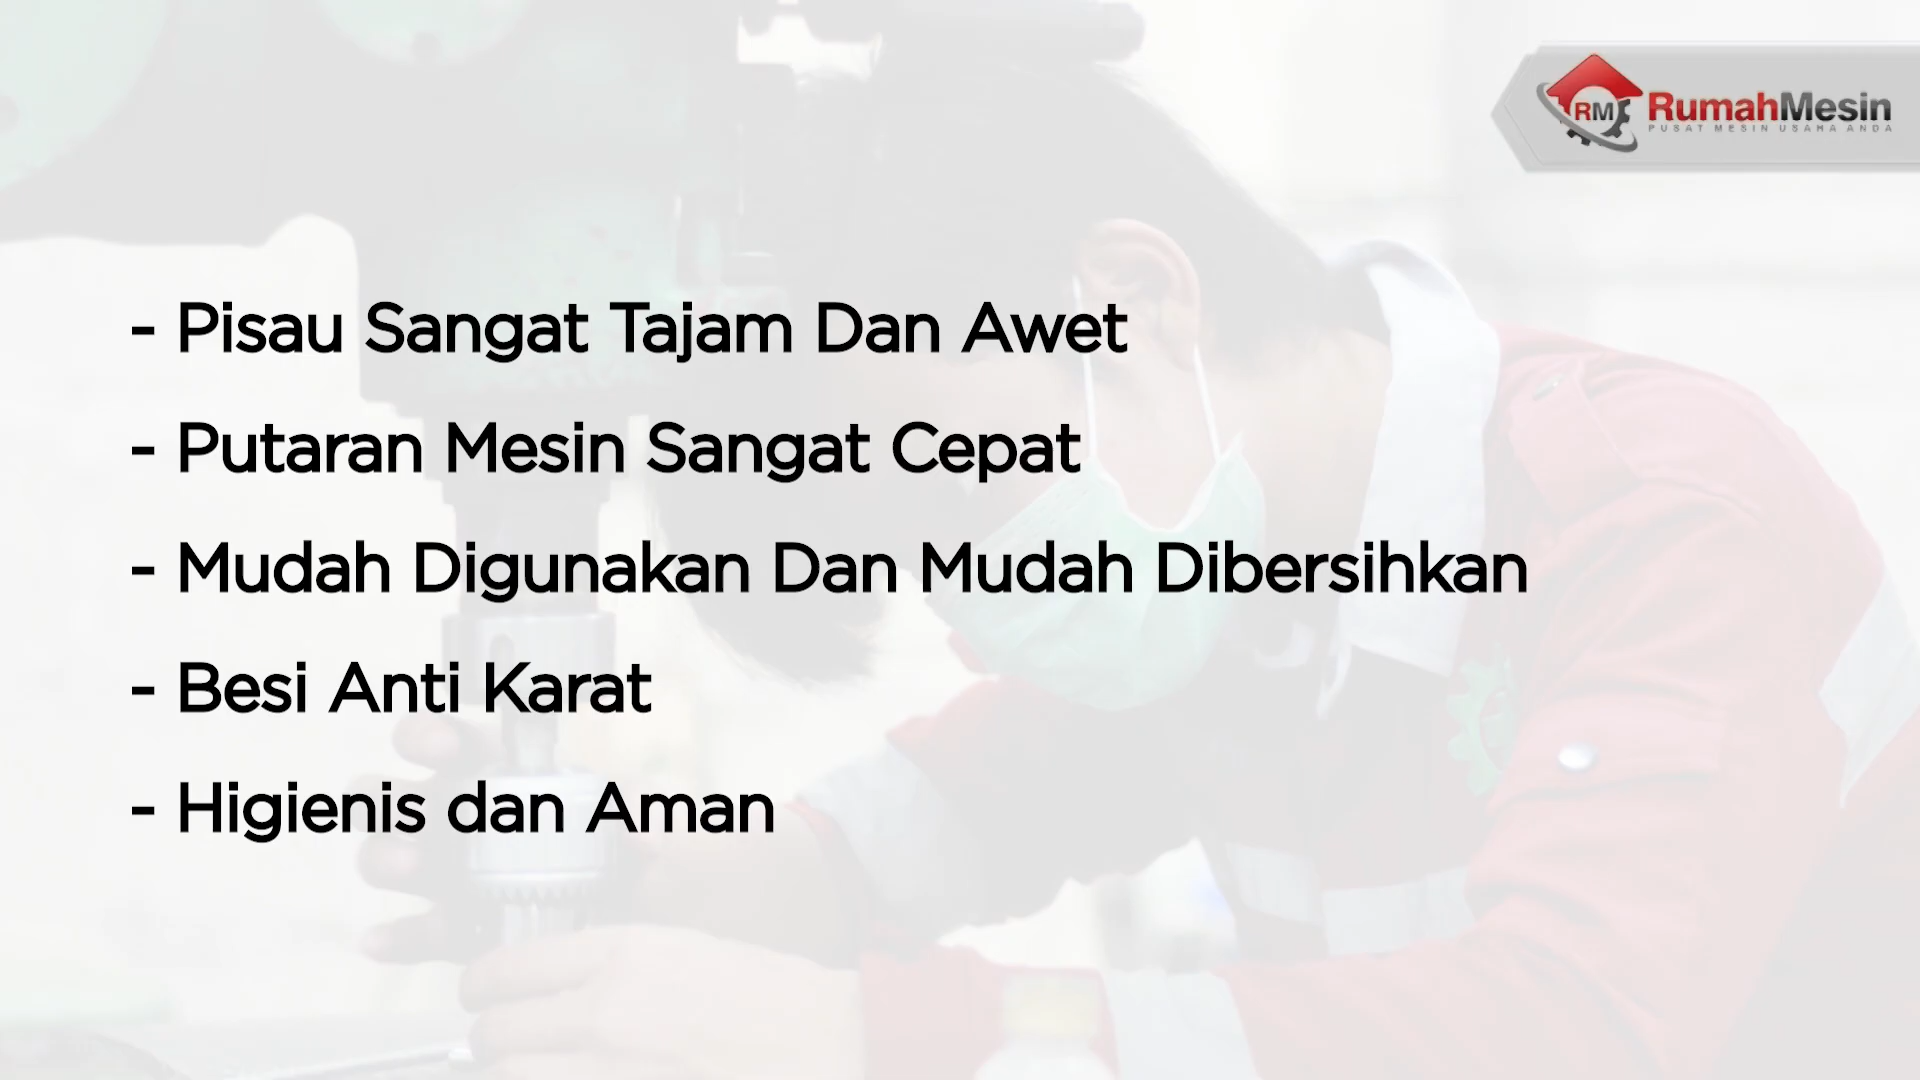 RM RumahMesin
PUSAT MESIN USAHA ANDA
- Pisau Sangat Tajam Dan Awet
- Putaran Mesin Sangat Cepat
- Mudah Digunakan Dan Mudah Dibersihkan
- Besi Anti Karat
- Higienis dan Aman